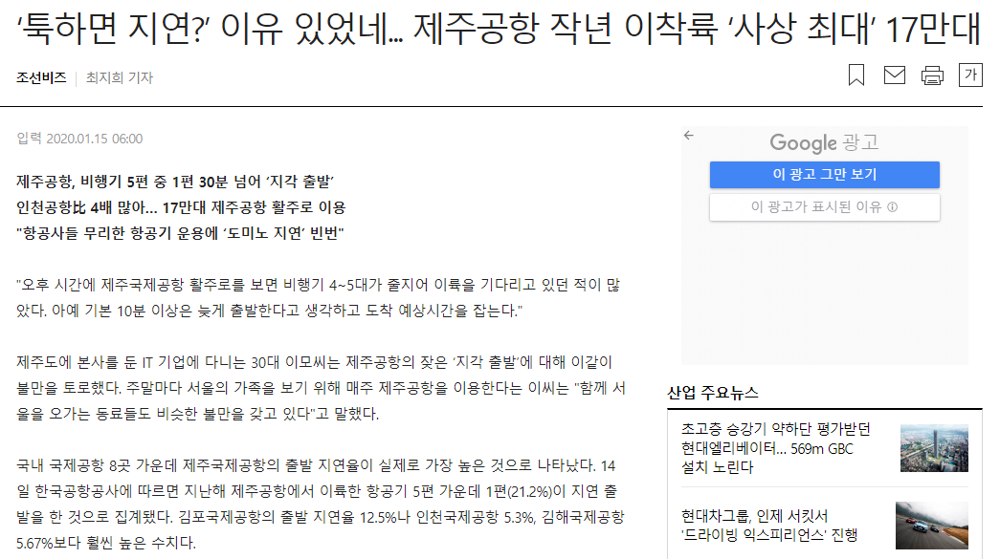 ‘툭하면 지연?’ 이유 있었네... 제주공항 작년 이착륙 ‘사상 최대’ 17만대
조선비즈 최지희 기자
가
입력 2020.01.15 06:00
제주공항, 비행기 5편 중 1편 30분 넘어 ‘지각 출발’
인천공항比 4배 많아... 17만대 제주공항 활주로 이용
"항공사들 무리한 항공기 운용에 ‘도미노 지연’ 빈번"
"오후 시간에 제주국제공항 활주로를 보면 비행기 4~5대가 줄지어 이륙을 기다리고 있던 적이 많
았다. 아예 기본 10분 이상은 늦게 출발한다고 생각하고 도착 예상시간을 잡는다."
제주도에 본사를 둔 IT 기업에 다니는 30대 이모씨는 제주공항의 잦은 ‘지각 출발’에 대해 이같이
불만을 토로했다. 주말마다 서울의 가족을 보기 위해 매주 제주공항을 이용한다는 이씨는 "함께 서
울을 오가는 동료들도 비슷한 불만을 갖고 있다"고 말했다.
국내 국제공항 8곳 가운데 제주국제공항의 출발 지연율이 실제로 가장 높은 것으로 나타났다. 14
일 한국공항공사에 따르면 지난해 제주공항에서 이륙한 항공기 5편 가운데 1편(21.2%)이 지연 출
발을 한 것으로 집계됐다. 김포국제공항의 출발 지연율 12.5%나 인천국제공항 5.3%, 김해국제공항
5.67%보다 훨씬 높은 수치다.
Google 광고
이 광고 그만 보기
이 광고가 표시된 이유
산업 주요뉴스
초고층 승강기 약하단 평가받던
현대엘리베이터... 569m GBC
설치 노린다
현대차그룹, 인제 서킷서
'드라이빙 익스피리언스' 진행